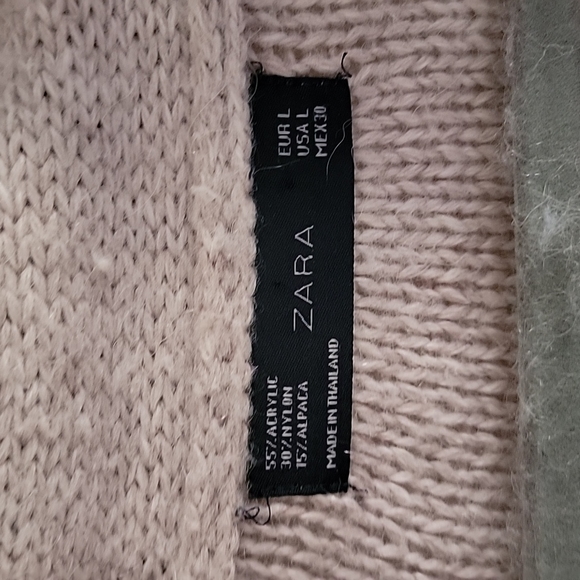 55% ACRYLIC
30% NYLON
15% ALPACA
MADE IN THAILAND
ZARA
EUR L
USA L
MEX 30